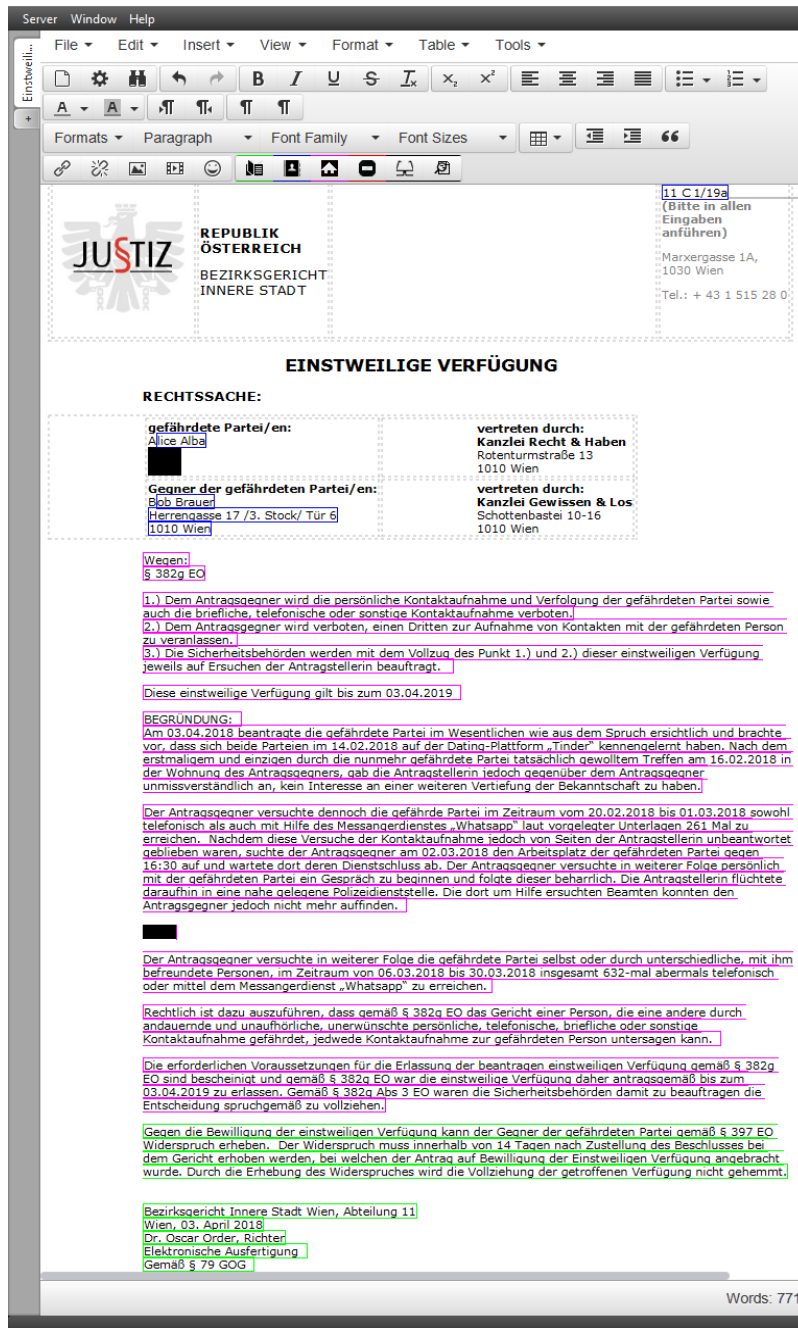 Server Window Help
File Edit Insert View Format Table Tools
Einstweili...
B I U S Tx x₂ x²
A A
+
Formats Paragraph Font Family Font Sizes
11 C 1/19a
(Bitte in allen
Eingaben
anführen)
JUSTIZ
REPUBLIK
ÖSTERREICH
BEZIRKSGERICHT
INNERE STADT
Marxergasse 1A,
1030 Wien
Tel.: + 43 1 515 28 0
EINSTWEILIGE VERFÜGUNG
RECHTSSACHE:
gefährdete Partei/en:
Alice Alba
vertreten durch:
Kanzlei Recht & Haben
Rotenturmstraße 13
1010 Wien
Gegner der gefährdeten Partei/en:
Bob Brauer
Herrengasse 17 /3. Stock/ Tür 6
1010 Wien
vertreten durch:
Kanzlei Gewissen & Los
Schottenbastei 10-16
1010 Wien
Wegen:
§ 382g EO
1.) Dem Antragsgegner wird die persönliche Kontaktaufnahme und Verfolgung der gefährdeten Partei sowie
auch die briefliche, telefonische oder sonstige Kontaktaufnahme verboten.
2.) Dem Antragsgegner wird verboten, einen Dritten zur Aufnahme von Kontakten mit der gefährdeten Person
zu veranlassen.
3.) Die Sicherheitsbehörden werden mit dem Vollzug des Punkt 1.) und 2.) dieser einstweiligen Verfügung
jeweils auf Ersuchen der Antragstellerin beauftragt.
Diese einstweilige Verfügung gilt bis zum 03.04.2019
BEGRÜNDUNG:
Am 03.04.2018 beantragte die gefährdete Partei im Wesentlichen wie aus dem Spruch ersichtlich und brachte
vor, dass sich beide Parteien im 14.02.2018 auf der Dating-Plattform „Tinder" kennengelernt haben. Nach dem
erstmaligem und einzigen durch die nunmehr gefährdete Partei tatsächlich gewolltem Treffen am 16.02.2018 in
der Wohnung des Antragsgegners, gab die Antragstellerin jedoch gegenüber dem Antragsgegner
unmissverständlich an, kein Interesse an einer weiteren Vertiefung der Bekanntschaft zu haben.
Der Antragsgegner versuchte dennoch die gefährde Partei im Zeitraum vom 20.02.2018 bis 01.03.2018 sowohl
telefonisch als auch mit Hilfe des Messangerdienstes „Whatsapp" laut vorgelegter Unterlagen 261 Mal zu
erreichen. Nachdem diese Versuche der Kontaktaufnahme jedoch von Seiten der Antragstellerin unbeantwortet
geblieben waren, suchte der Antragsgegner am 02.03.2018 den Arbeitsplatz der gefährdeten Partei gegen
16:30 auf und wartete dort deren Dienstschluss ab. Der Antragsgegner versuchte in weiterer Folge persönlich
mit der gefährdeten Partei ein Gespräch zu beginnen und folgte dieser beharrlich. Die Antragstellerin flüchtete
daraufhin in eine nahe gelegene Polizeidienststelle. Die dort um Hilfe ersuchten Beamten konnten den
Antragsgegner jedoch nicht mehr auffinden.
Der Antragsgegner versuchte in weiterer Folge die gefährdete Partei selbst oder durch unterschiedliche, mit ihm
befreundete Personen, im Zeitraum von 06.03.2018 bis 30.03.2018 insgesamt 632-mal abermals telefonisch
oder mittel dem Messangerdienst „Whatsapp" zu erreichen.
Rechtlich ist dazu auszuführen, dass gemäß § 382g EO das Gericht einer Person, die eine andere durch
andauernde und unaufhörliche, unerwünschte persönliche, telefonische, briefliche oder sonstige
Kontaktaufnahme gefährdet, jedwede Kontaktaufnahme zur gefährdeten Person untersagen kann.
Die erforderlichen Voraussetzungen für die Erlassung der beantragen einstweiligen Verfügung gemäß § 382g
EO sind bescheinigt und gemäß § 382g EO war die einstweilige Verfügung daher antragsgemäß bis zum
03.04.2019 zu erlassen. Gemäß § 382g Abs 3 EO waren die Sicherheitsbehörden damit zu beauftragen die
Entscheidung spruchgemäß zu vollziehen.
Gegen die Bewilligung der einstweiligen Verfügung kann der Gegner der gefährdeten Partei gemäß § 397 EO
Widerspruch erheben. Der Widerspruch muss innerhalb von 14 Tagen nach Zustellung des Beschlusses bei
dem Gericht erhoben werden, bei welchen der Antrag auf Bewilligung der Einstweiligen Verfügung angebracht
wurde. Durch die Erhebung des Widerspruches wird die Vollziehung der getroffenen Verfügung nicht gehemmt.
Bezirksgericht Innere Stadt Wien, Abteilung 11
Wien, 03. April 2018
Dr. Oscar Order, Richter
Elektronische Ausfertigung
Gemäß § 79 GOG
Words: 771